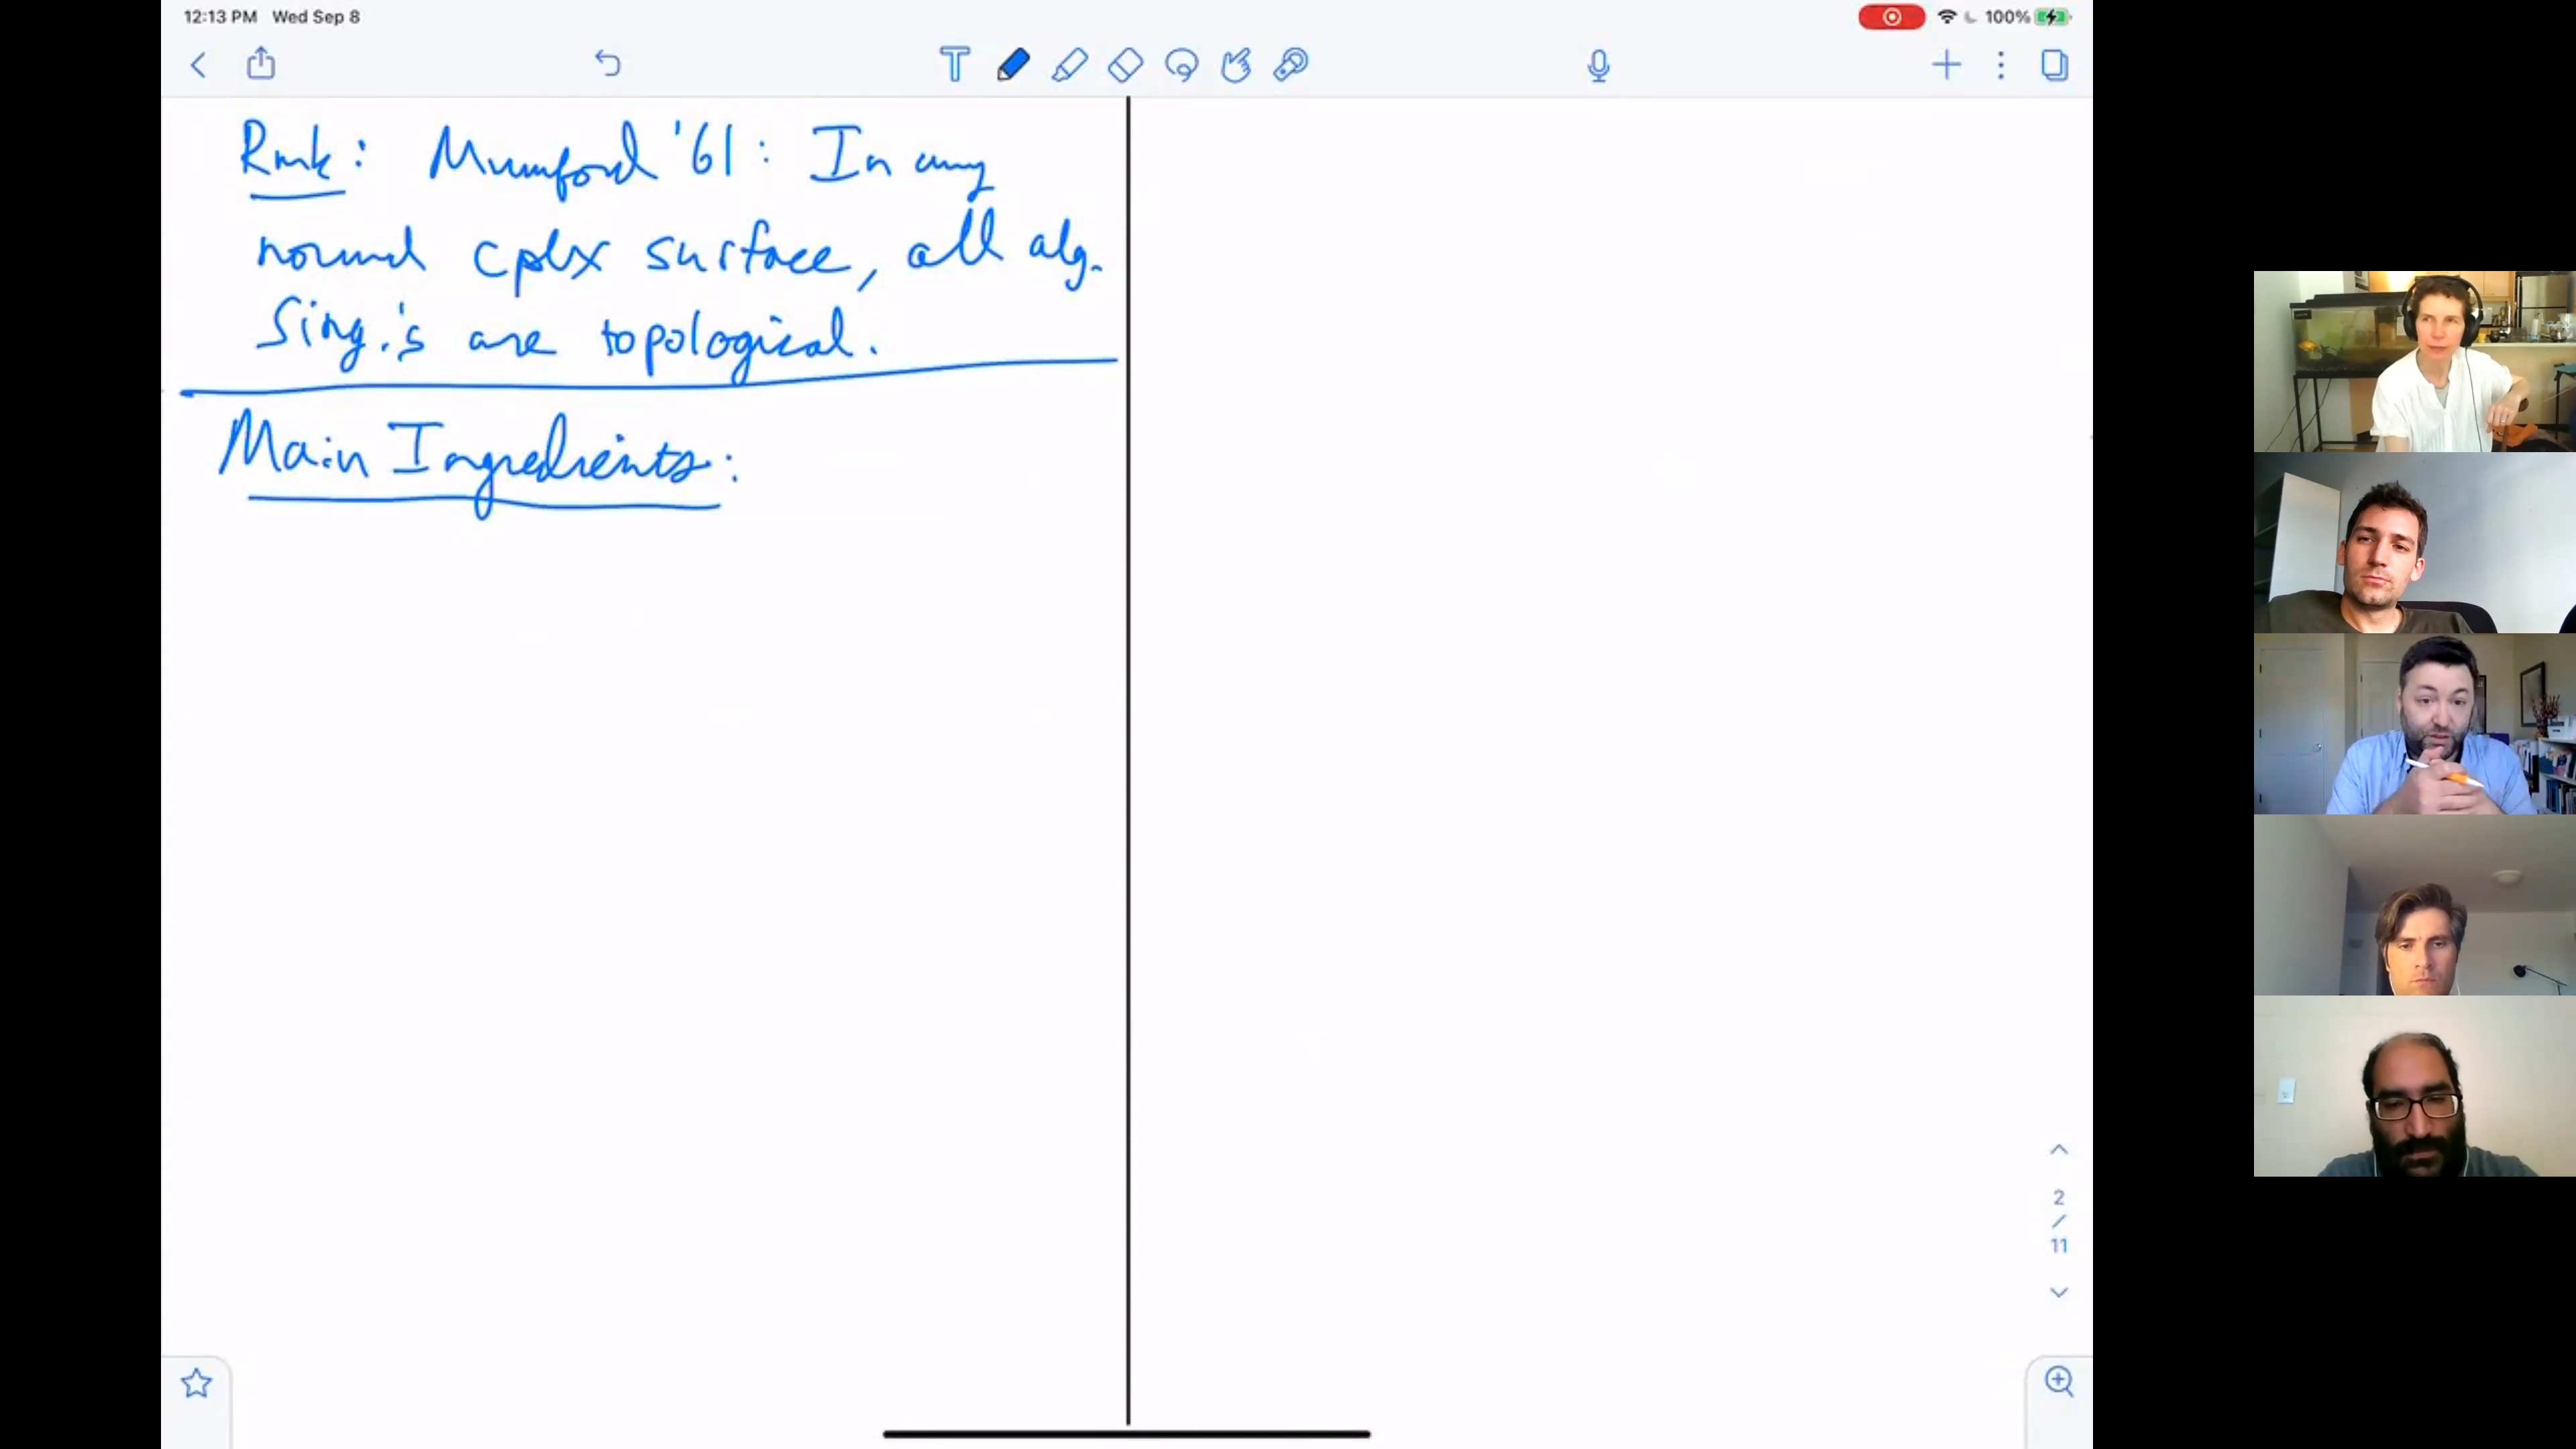 12:13 PM Wed Sep 8
100%
T
Rmk: Mumford '61: In any
normal cplx surface, all alg.
Sing.'s are topological.
Main Ingredients:
2
/
11